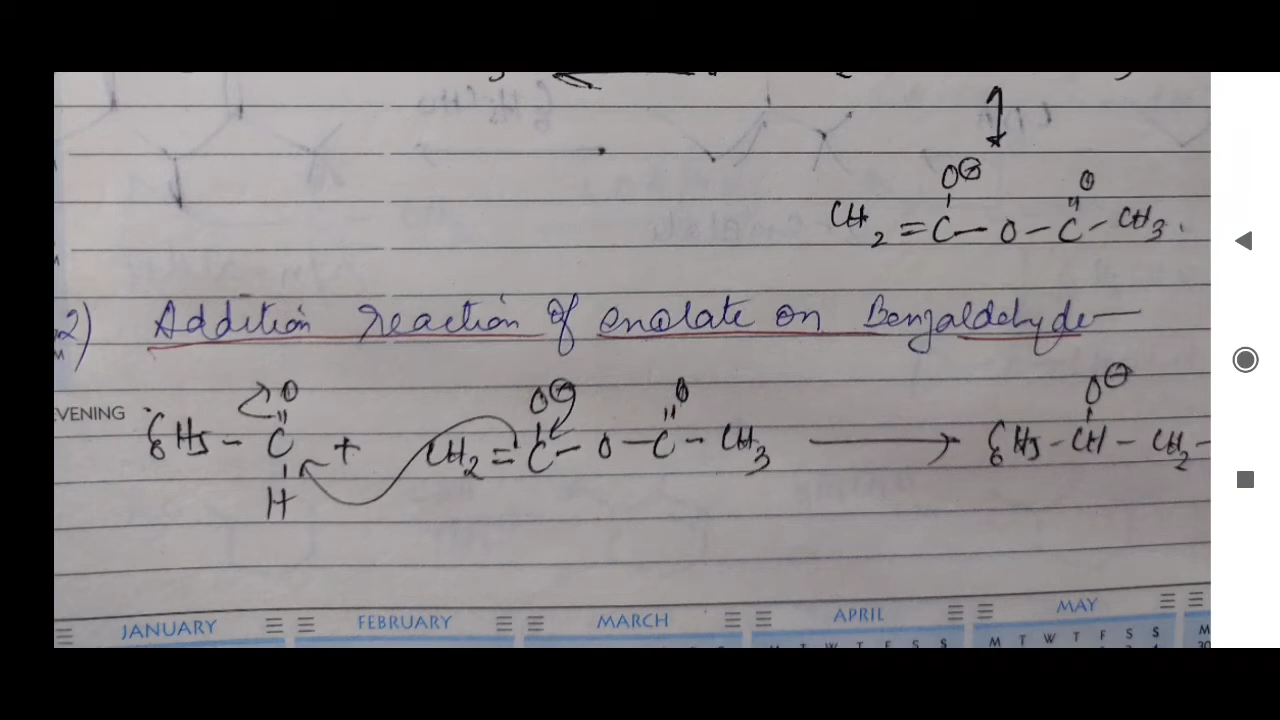 O⊖ O
CH2 = C – O – C – CH3.
2) Addition reaction of enolate on Benzaldehyde –
O O⊖ O O⊖
EVENING C6H5 – C + CH2 = C – O – C – CH3 → C6H5 – CH – CH2 –
H
JANUARY FEBRUARY MARCH APRIL MAY
M T W T F S S M